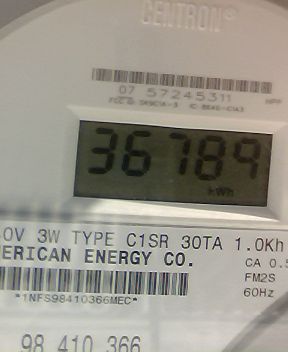 CENTRON®
07 57245311
36789
kWh
0V 3W TYPE C1SR 30TA 1.0Kh
ERICAN ENERGY CO.
CA 0.5
FM2S
*1NFS98410366MEC*
60Hz
98 410 366